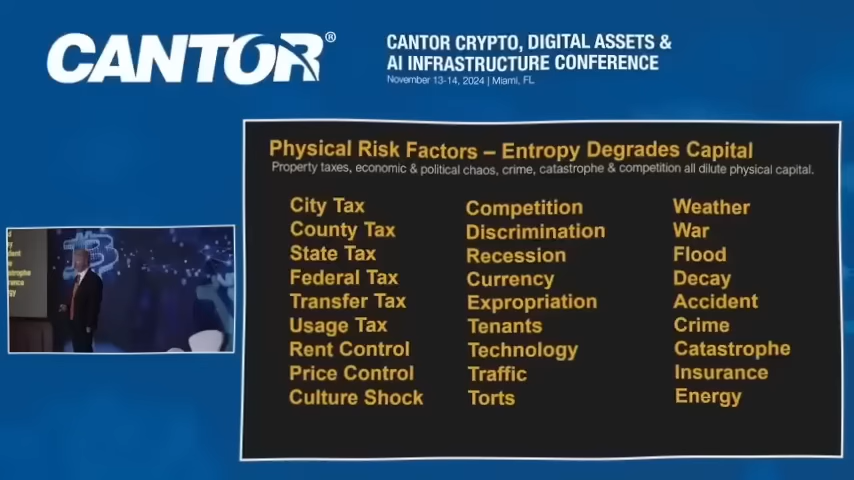 CANTOR®
CANTOR CRYPTO, DIGITAL ASSETS &
AI INFRASTRUCTURE CONFERENCE
November 13-14, 2024 | Miami, FL
Physical Risk Factors – Entropy Degrades Capital
Property taxes, economic & political chaos, crime, catastrophe & competition all dilute physical capital.
City Tax
County Tax
State Tax
Federal Tax
Transfer Tax
Usage Tax
Rent Control
Price Control
Culture Shock
Competition
Discrimination
Recession
Currency
Expropriation
Tenants
Technology
Traffic
Torts
Weather
War
Flood
Decay
Accident
Crime
Catastrophe
Insurance
Energy